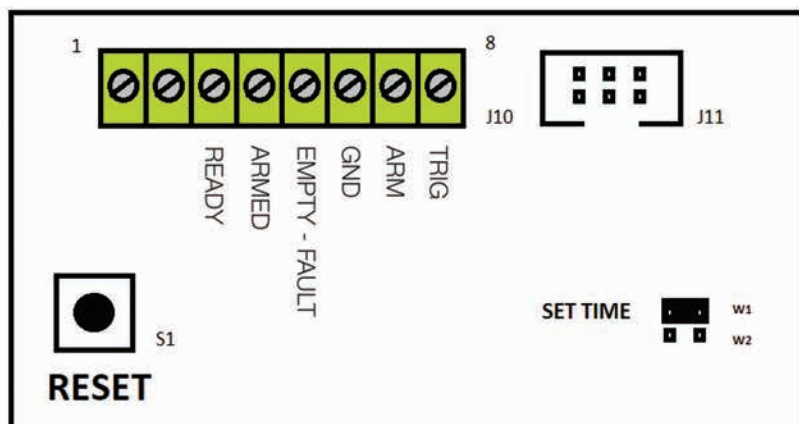 1
8
J10
J11
READY
ARMED
EMPTY - FAULT
GND
ARM
TRIG
SET TIME
W1
W2
S1
RESET